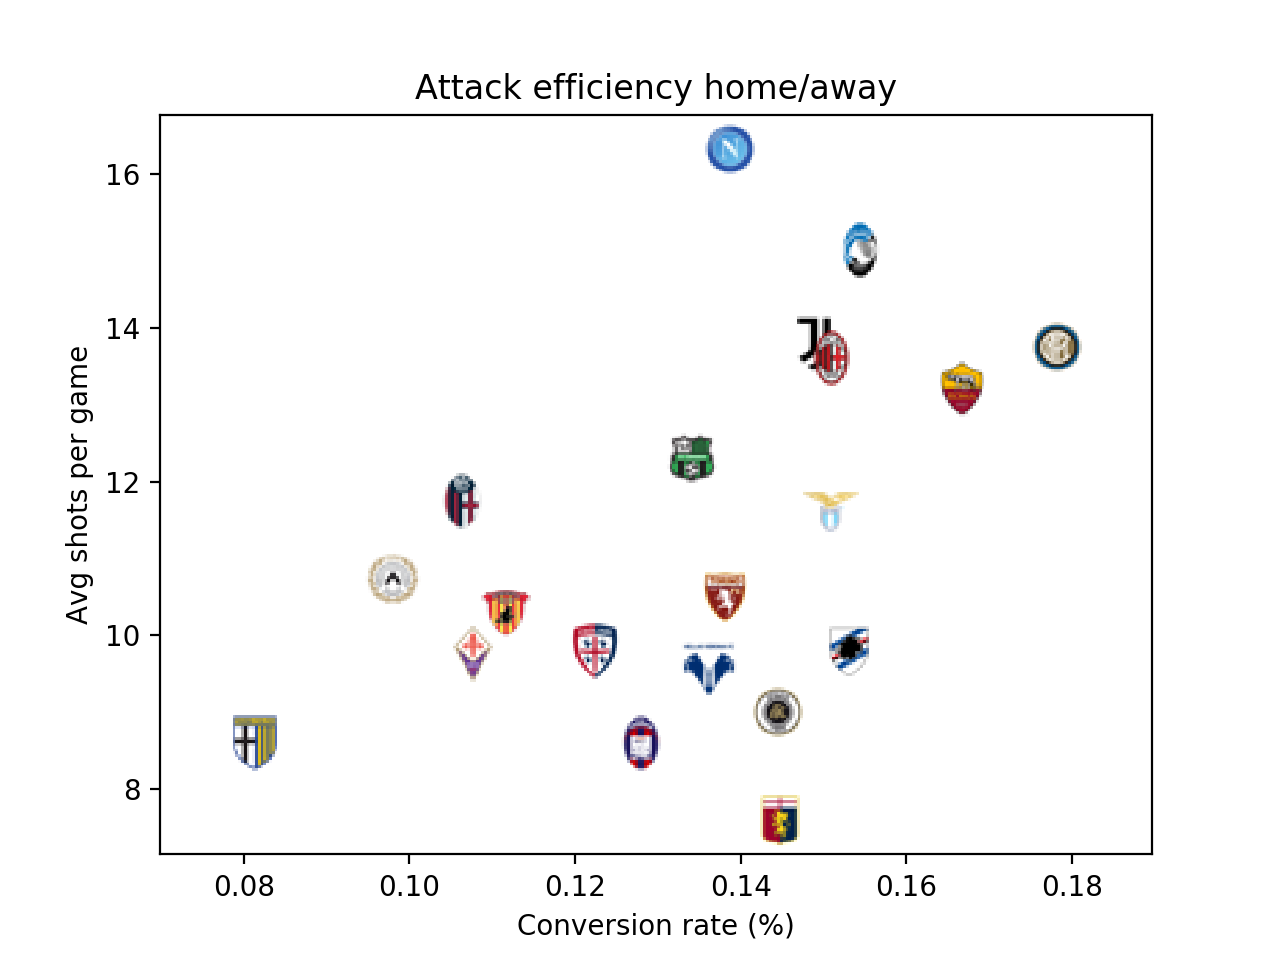 Attack efficiency home/away
16
14
12
10
8
Avg shots per game
0.08 0.10 0.12 0.14 0.16 0.18
Conversion rate (%)
N
TORINO